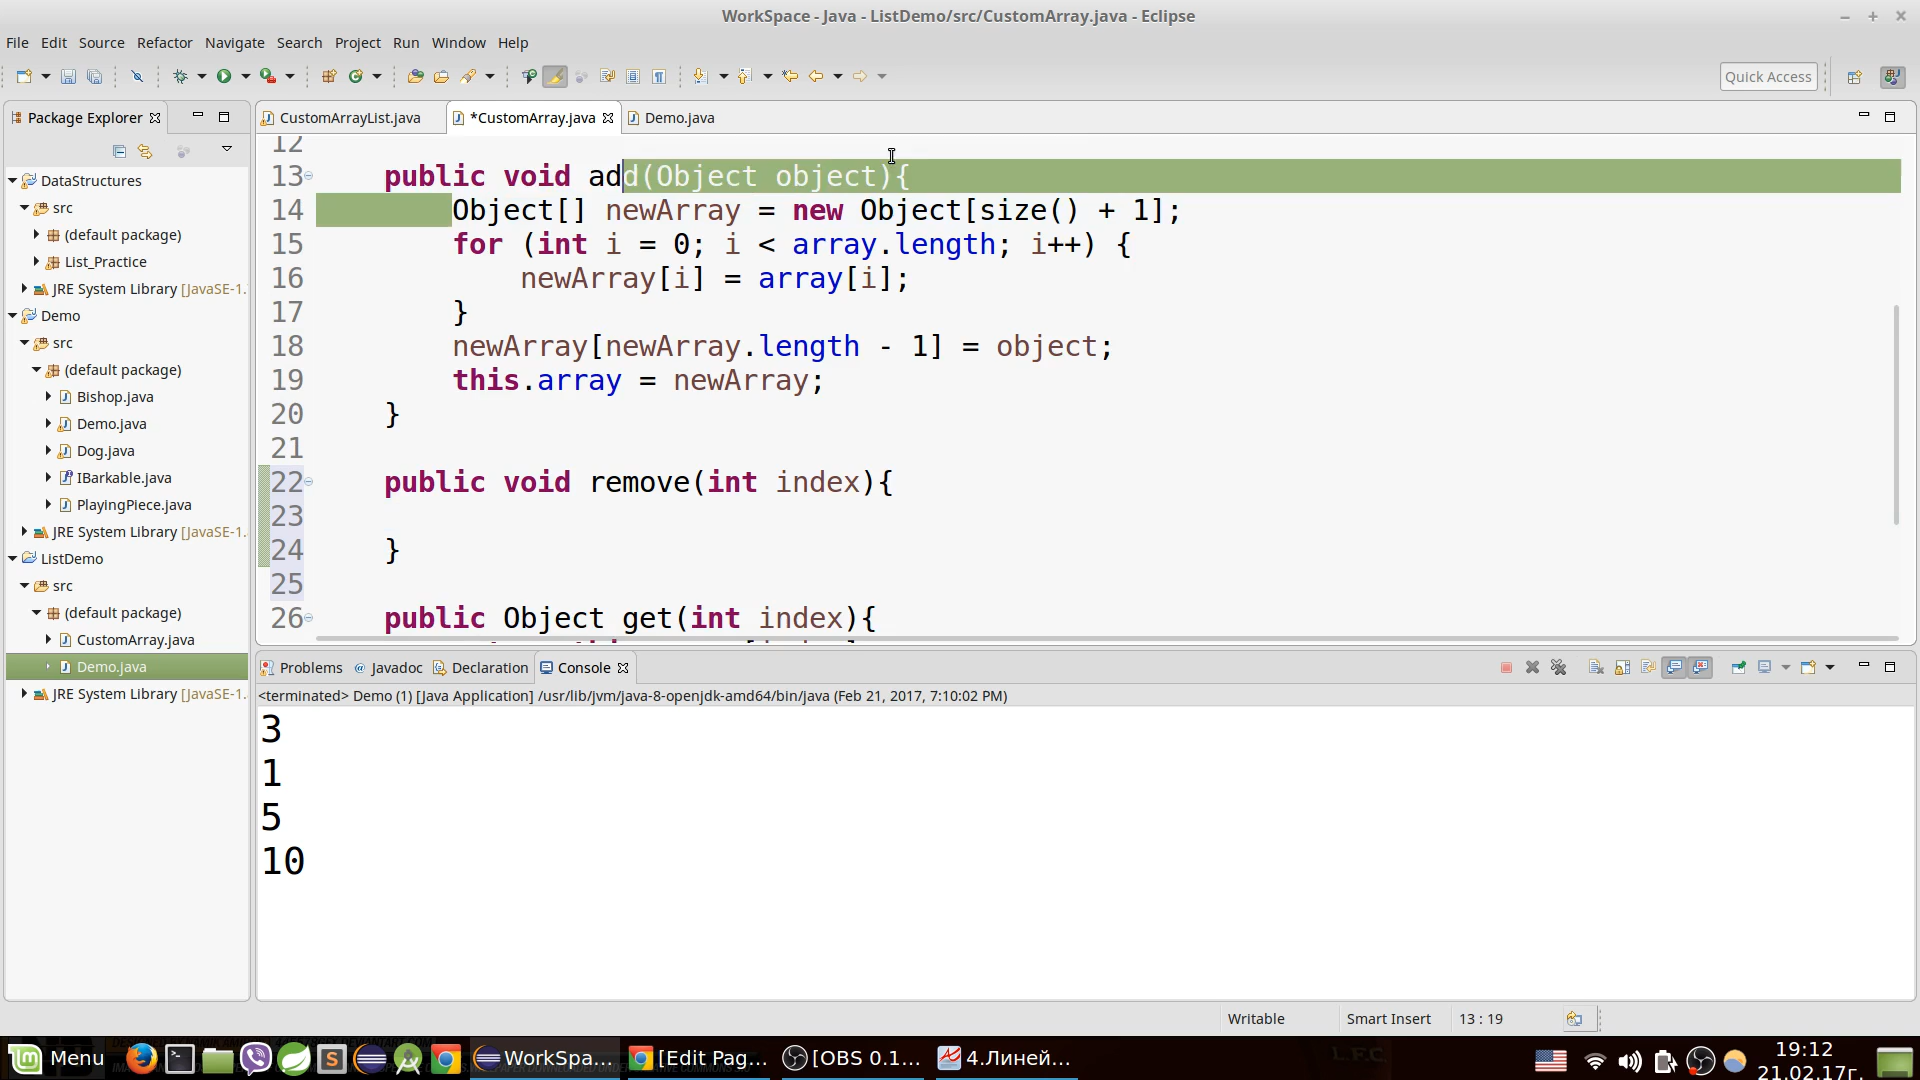 WorkSpace - Java - ListDemo/src/CustomArray.java - Eclipse
File Edit Source Refactor Navigate Search Project Run Window Help
Quick Access
Package Explorer
CustomArrayList.java *CustomArray.java Demo.java
DataStructures
src
(default package)
List_Practice
JRE System Library [JavaSE-1.
Demo
src
(default package)
Bishop.java
Demo.java
Dog.java
IBarkable.java
PlayingPiece.java
JRE System Library [JavaSE-1.
ListDemo
src
(default package)
CustomArray.java
Demo.java
JRE System Library [JavaSE-1.
12
13 public void add(Object object){
14 Object[] newArray = new Object[size() + 1];
15 for (int i = 0; i < array.length; i++) {
16 newArray[i] = array[i];
17 }
18 newArray[newArray.length - 1] = object;
19 this.array = newArray;
20 }
21
22 public void remove(int index){
23
24 }
25
26 public Object get(int index){
Problems Javadoc Declaration Console
<terminated> Demo (1) [Java Application] /usr/lib/jvm/java-8-openjdk-amd64/bin/java (Feb 21, 2017, 7:10:02 PM)
3
1
5
10
Writable Smart Insert 13 : 19
Menu WorkSpa... [Edit Pag... [OBS 0.1... 4.Линей...
19:12
21.02.17г.